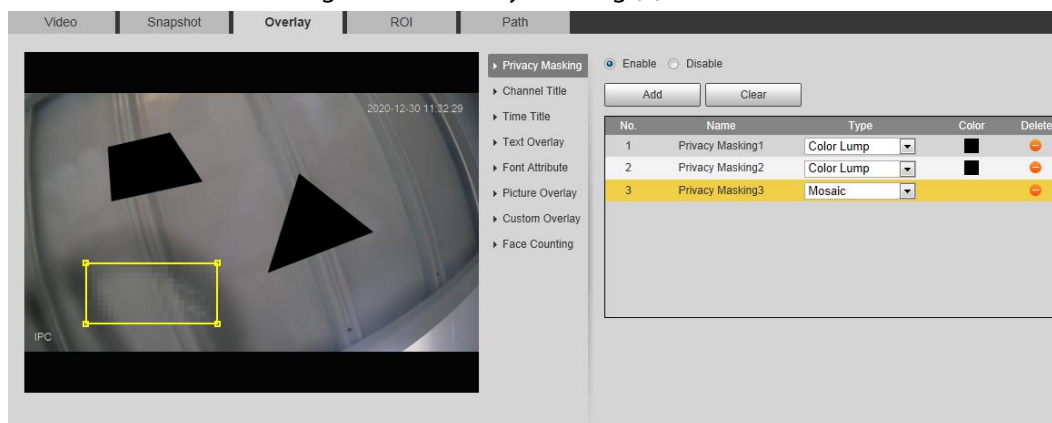 Video Snapshot Overlay ROI Path
2020-12-30 11:32:29
IPC
Privacy Masking
Channel Title
Time Title
Text Overlay
Font Attribute
Picture Overlay
Custom Overlay
Face Counting
Enable Disable
Add Clear
No. Name Type Color Delete
1 Privacy Masking1 Color Lump
2 Privacy Masking2 Color Lump
3 Privacy Masking3 Mosaic